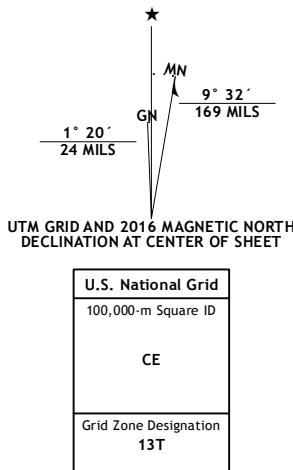 ★
MN
GN
9° 32´
169 MILS
1° 20´
24 MILS
UTM GRID AND 2016 MAGNETIC NORTH
DECLINATION AT CENTER OF SHEET
U.S. National Grid
100,000-m Square ID
CE
Grid Zone Designation
13T